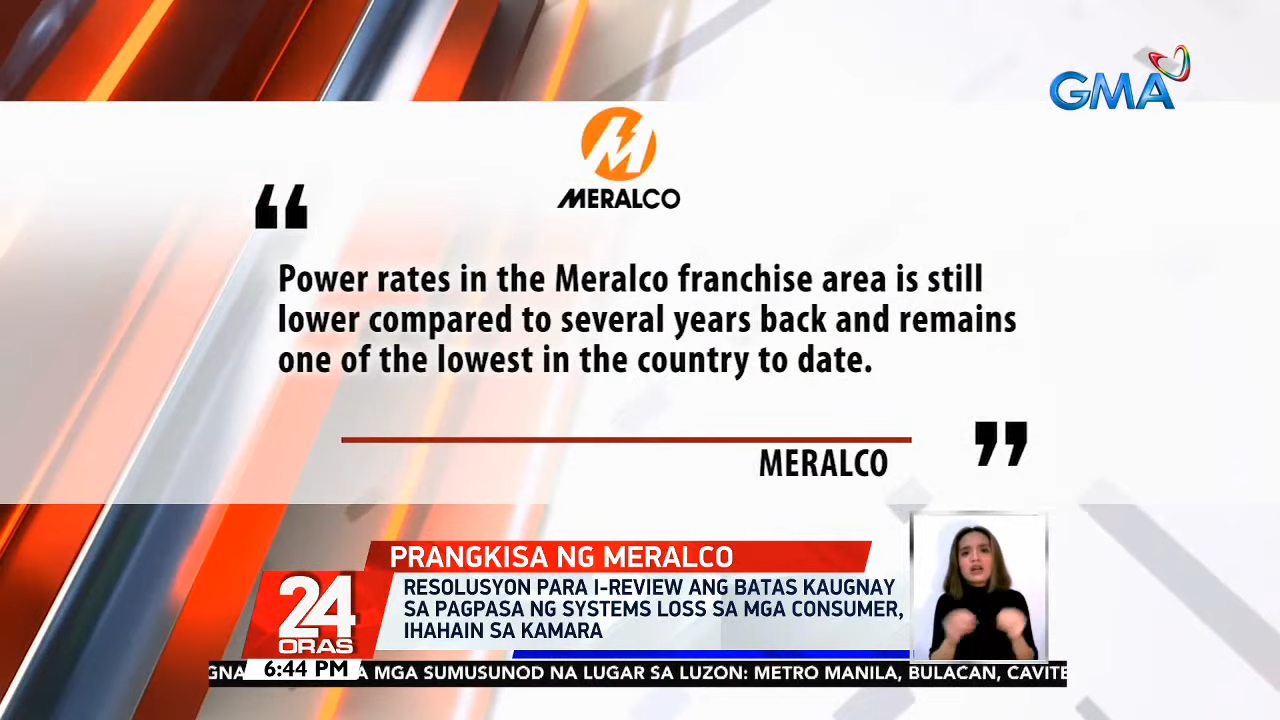 GMA
MERALCO
“
Power rates in the Meralco franchise area is still
lower compared to several years back and remains
one of the lowest in the country to date.
”
MERALCO
PRANGKISA NG MERALCO
RESOLUSYON PARA I-REVIEW ANG BATAS KAUGNAY
SA PAGPASA NG SYSTEMS LOSS SA MGA CONSUMER,
IHAHAIN SA KAMARA
24
ORAS
6:44 PM
MGA SUMUSUNOD NA LUGAR SA LUZON: METRO MANILA, BULACAN, CAVITE